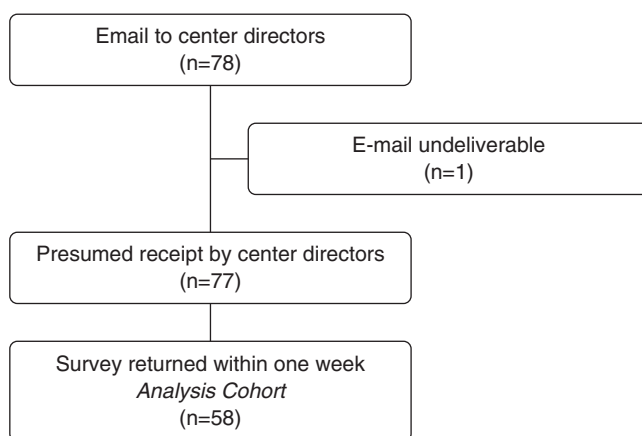 Email to center directors
(n=78)
E-mail undeliverable
(n=1)
Presumed receipt by center directors
(n=77)
Survey returned within one week
Analysis Cohort
(n=58)